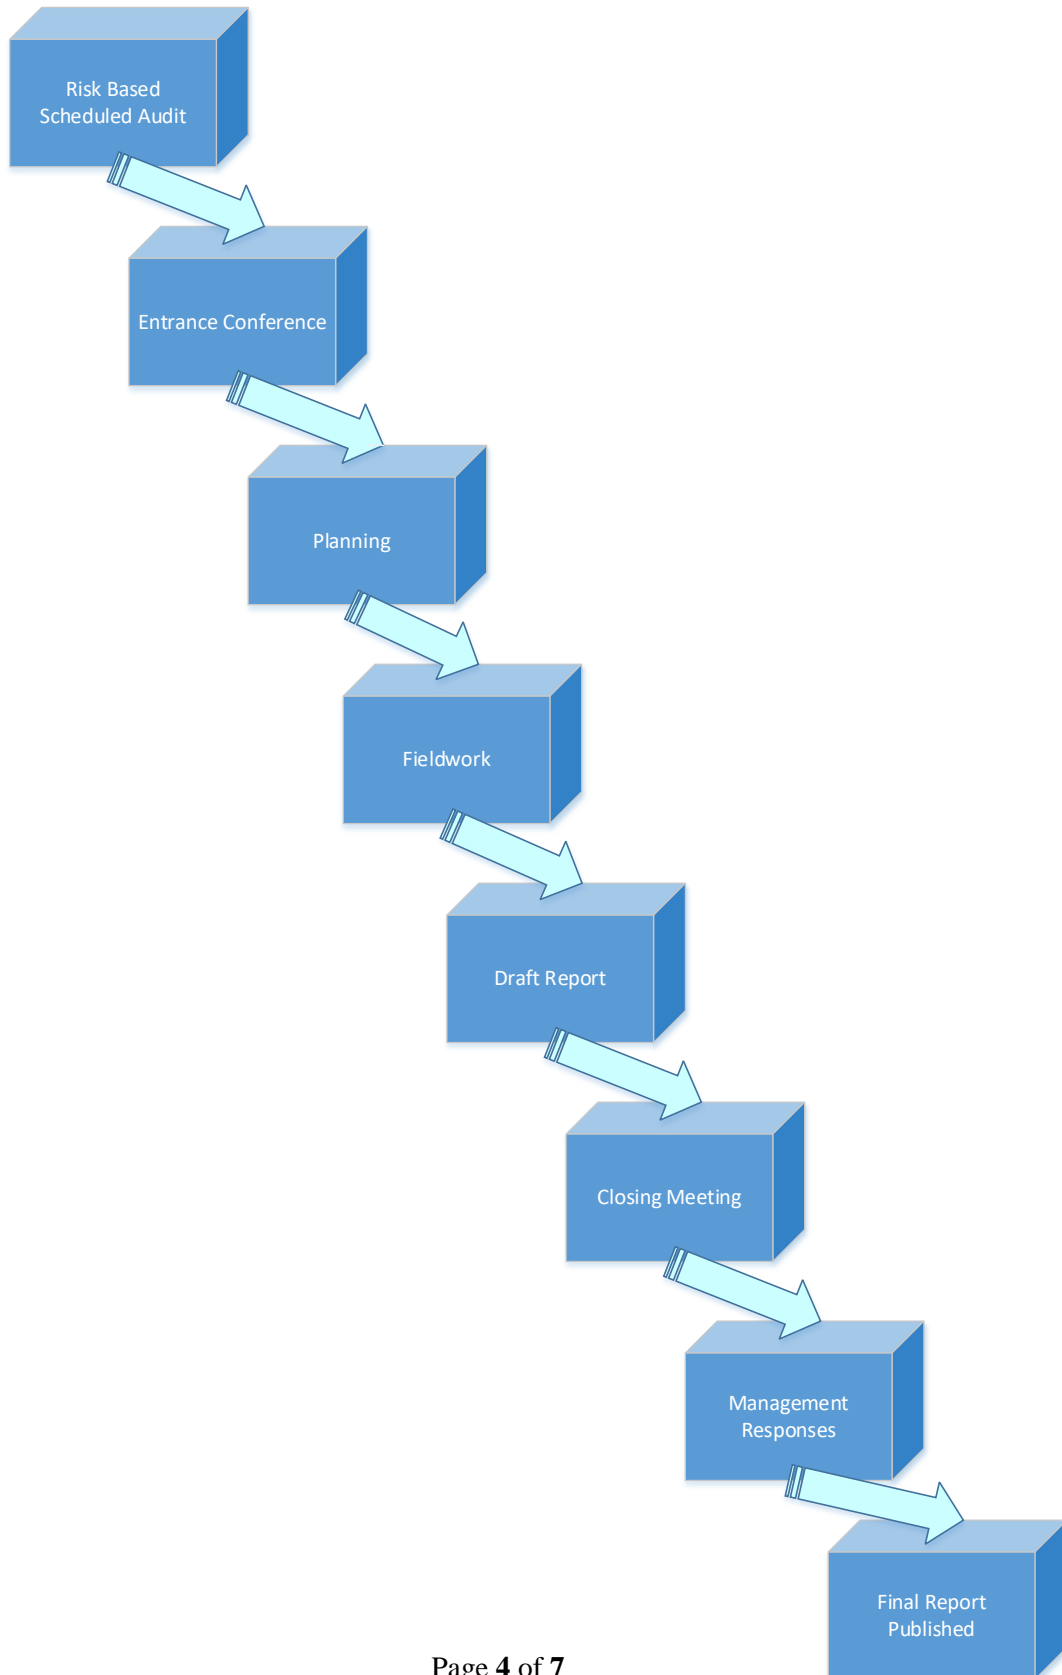 Risk Based
Scheduled Audit
Entrance Conference
Planning
Fieldwork
Draft Report
Closing Meeting
Management
Responses
Final Report
Published
Page 4 of 7